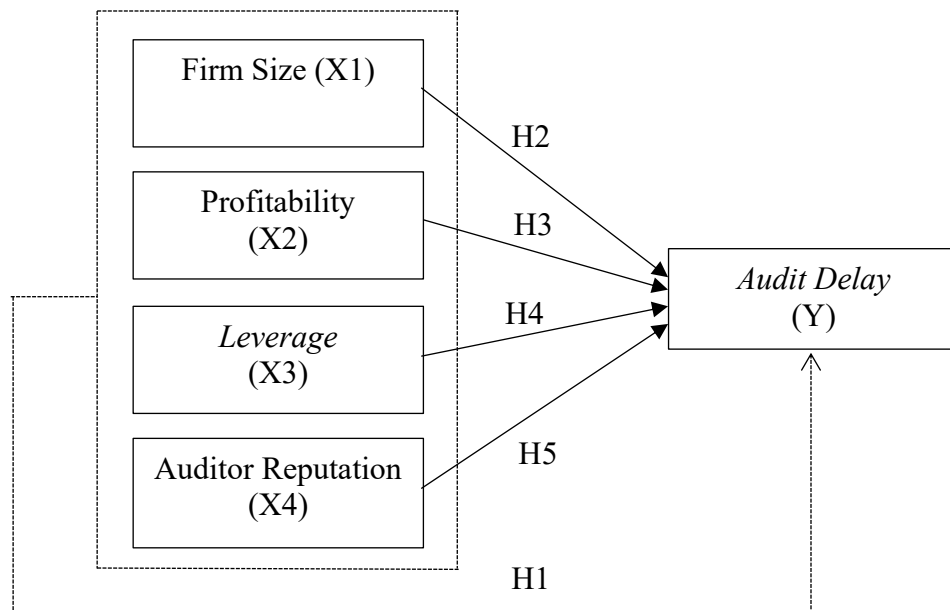 Firm Size (X1)
H2
Profitability
(X2)
H3
Audit Delay
(Y)
Leverage
(X3)
H4
Auditor Reputation
(X4)
H5
H1